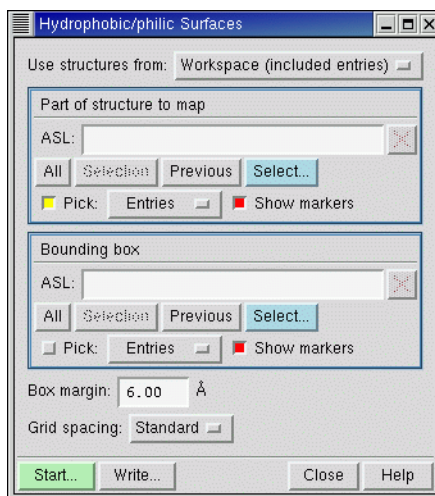 Hydrophobic/philic Surfaces
Use structures from: Workspace (included entries)
Part of structure to map
ASL:
All Selection Previous Select...
Pick: Entries Show markers
Bounding box
ASL:
All Selection Previous Select...
Pick: Entries Show markers
Box margin: 6.00 Å
Grid spacing: Standard
Start... Write... Close Help